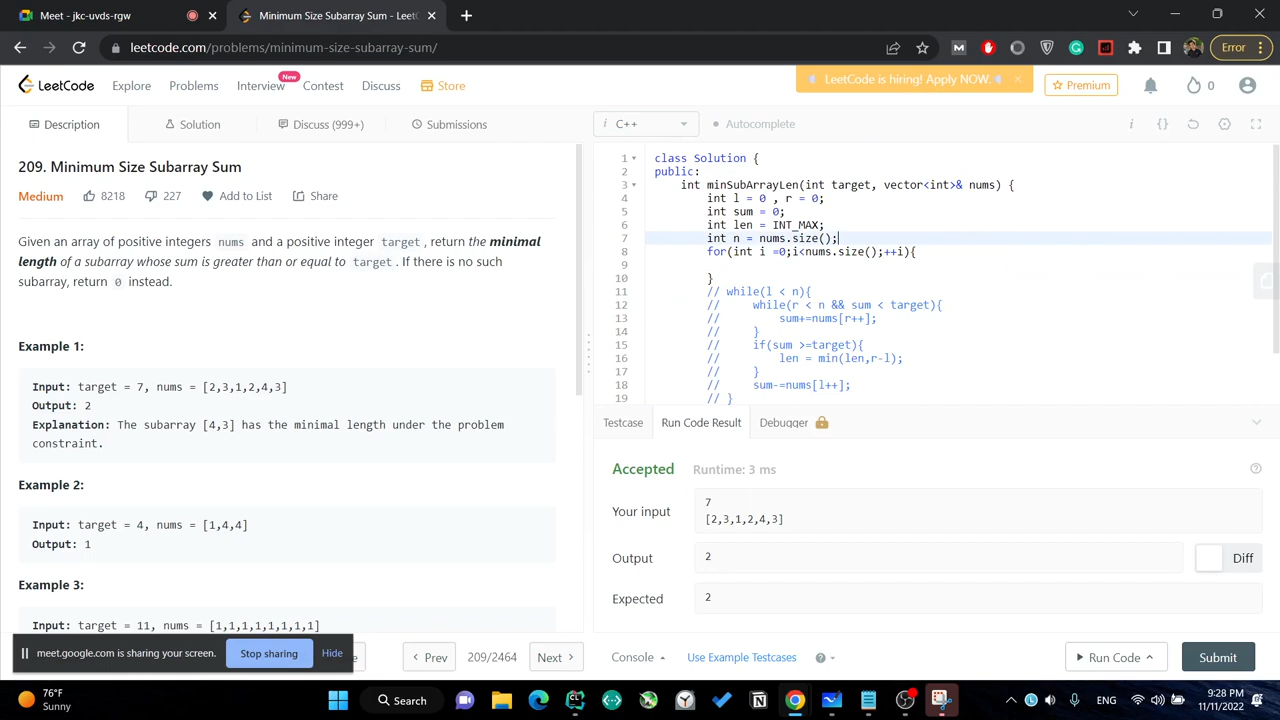 Meet - jkc-uvds-rgw
Minimum Size Subarray Sum - LeetC
leetcode.com/problems/minimum-size-subarray-sum/
Error
LeetCode
Explore
Problems
Interview
New
Contest
Discuss
Store
LeetCode is hiring! Apply NOW.
Premium
0
Description
Solution
Discuss (999+)
Submissions
i C++
Autocomplete
209. Minimum Size Subarray Sum
Medium
8218
227
Add to List
Share
Given an array of positive integers nums and a positive integer target, return the minimal
length of a subarray whose sum is greater than or equal to target. If there is no such
subarray, return 0 instead.
Example 1:
Input: target = 7, nums = [2,3,1,2,4,3]
Output: 2
Explanation: The subarray [4,3] has the minimal length under the problem
constraint.
Example 2:
Input: target = 4, nums = [1,4,4]
Output: 1
Example 3:
Input: target = 11, nums = [1,1,1,1,1,1,1,1]
1 class Solution {
2 public:
3 int minSubArrayLen(int target, vector<int>& nums) {
4 int l = 0 , r = 0;
5 int sum = 0;
6 int len = INT_MAX;
7 int n = nums.size();
8 for(int i =0;i<nums.size();++i){
9
10 }
11 // while(l < n){
12 // while(r < n && sum < target){
13 // sum+=nums[r++];
14 // }
15 // if(sum >=target){
16 // len = min(len,r-l);
17 // }
18 // sum-=nums[l++];
19 // }
Testcase
Run Code Result
Debugger
Accepted
Runtime: 3 ms
Your input
7
[2,3,1,2,4,3]
Output
2
Diff
Expected
2
meet.google.com is sharing your screen.
Stop sharing
Hide
Prev
209/2464
Next
Console
Use Example Testcases
Run Code
Submit
76°F
Sunny
Search
ENG
9:28 PM
11/11/2022